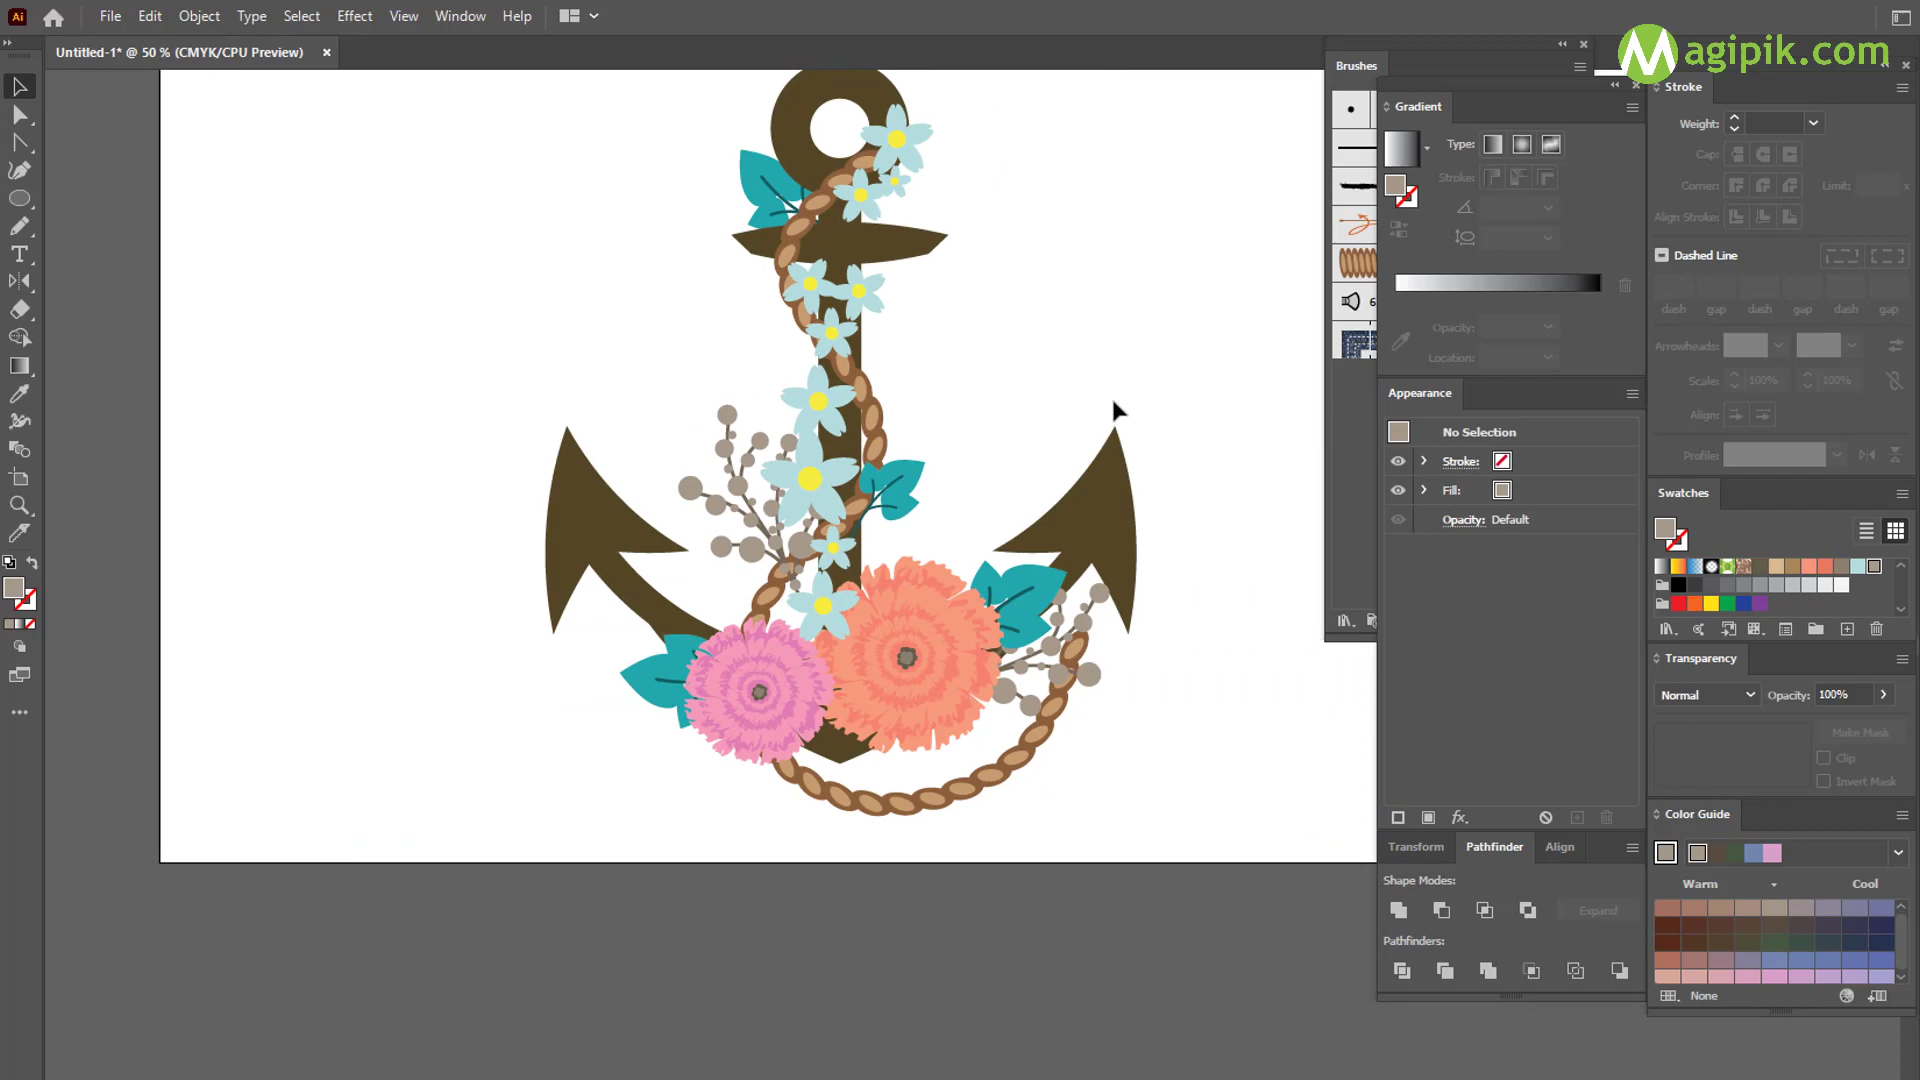 Ai
File Edit Object Type Select Effect View Window Help
Magipik.com
Untitled-1* @ 50 % (CMYK/CPU Preview)
Brushes
6
Gradient
Type:
Stroke:
Opacity:
Location:
Appearance
No Selection
Stroke:
Fill:
Opacity: Default
Transform Pathfinder Align
Shape Modes:
Expand
Pathfinders:
Stroke
Weight:
Cap:
Corner: Limit: x
Align Stroke:
Dashed Line
dash gap dash gap dash gap
Arrowheads:
Scale: 100% 100%
Align:
Profile:
Swatches
Transparency
Normal Opacity: 100%
Make Mask
Clip
Invert Mask
Color Guide
Warm Cool
None